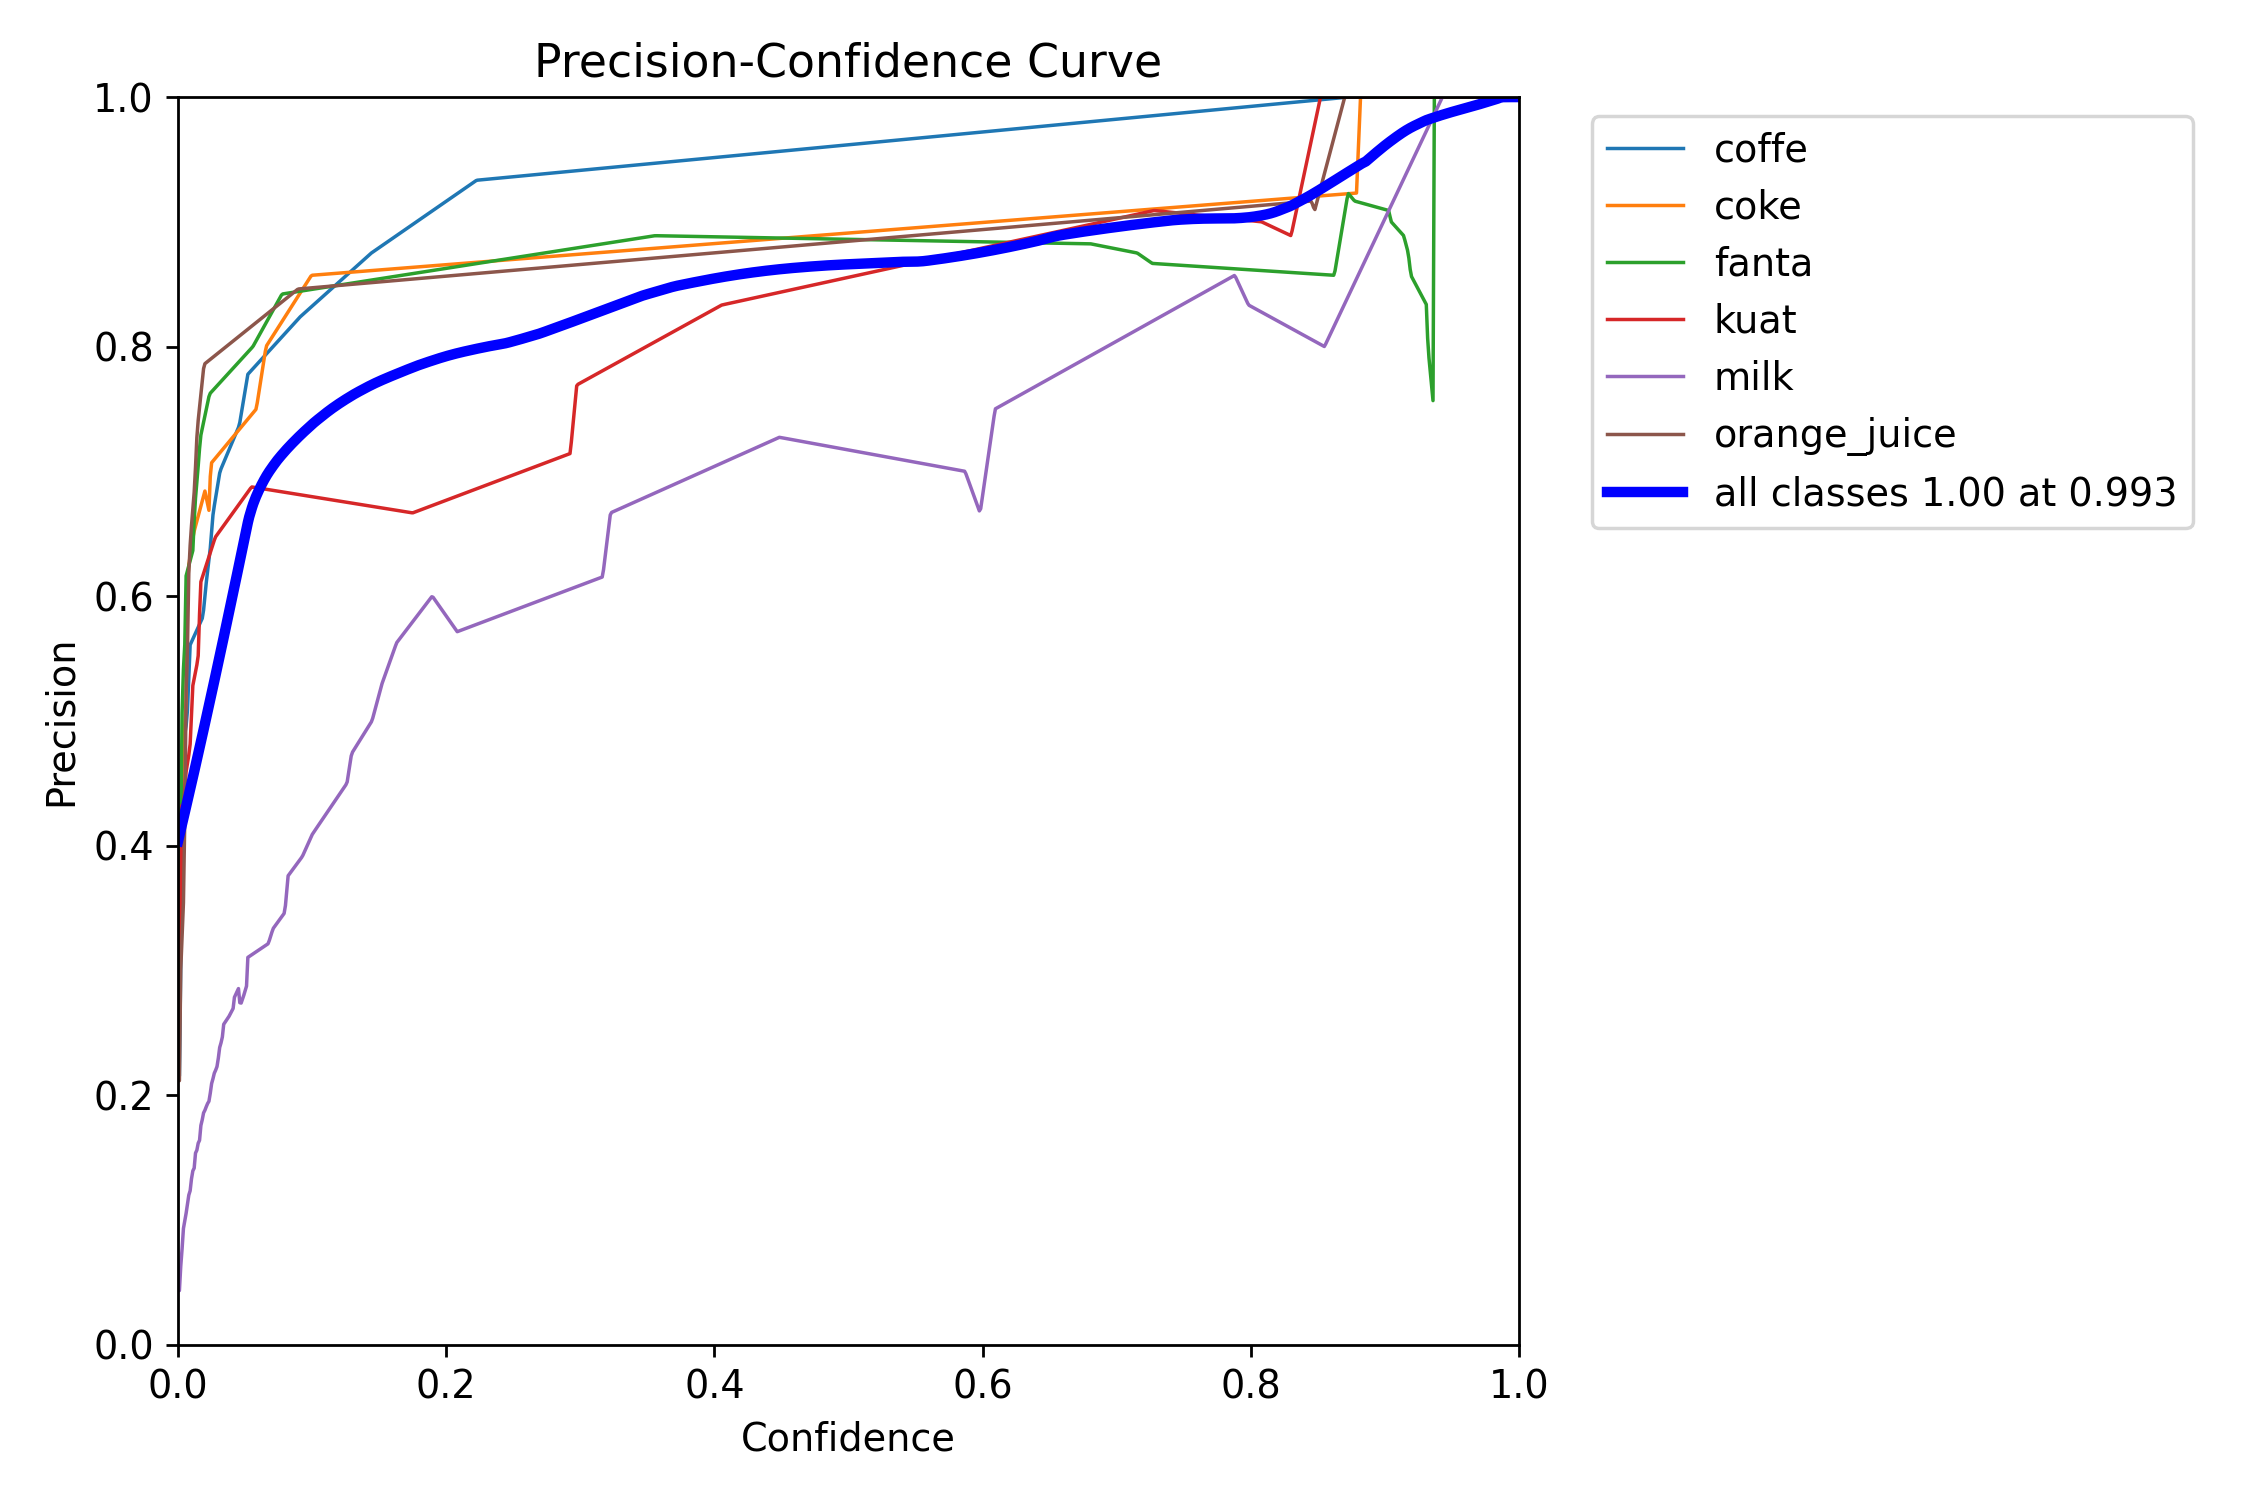 Precision-Confidence Curve
1.0
0.8
0.6
0.4
0.2
0.0
Precision
0.0 0.2 0.4 0.6 0.8 1.0
Confidence
coffe
coke
fanta
kuat
milk
orange_juice
all classes 1.00 at 0.993